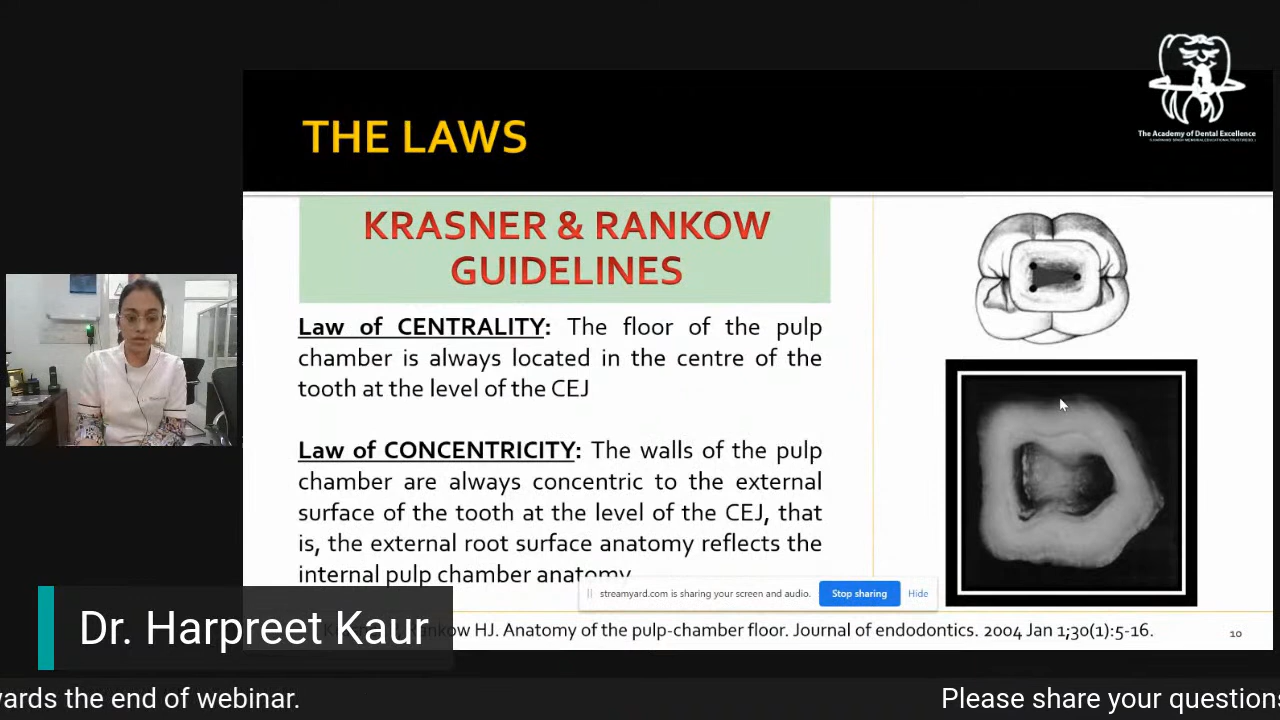 THE LAWS
The Academy of Dental Excellence
KRASNER & RANKOW
GUIDELINES
Law of CENTRALITY: The floor of the pulp
chamber is always located in the centre of the
tooth at the level of the CEJ
Law of CONCENTRICITY: The walls of the pulp
chamber are always concentric to the external
surface of the tooth at the level of the CEJ, that
is, the external root surface anatomy reflects the
internal pulp chamber anatomy
streamyard.com is sharing your screen and audio.
Stop sharing
Hide
HJ. Anatomy of the pulp-chamber floor. Journal of endodontics. 2004 Jan 1;30(1):5-16.
10
Dr. Harpreet Kaur
wards the end of webinar.
Please share your questions